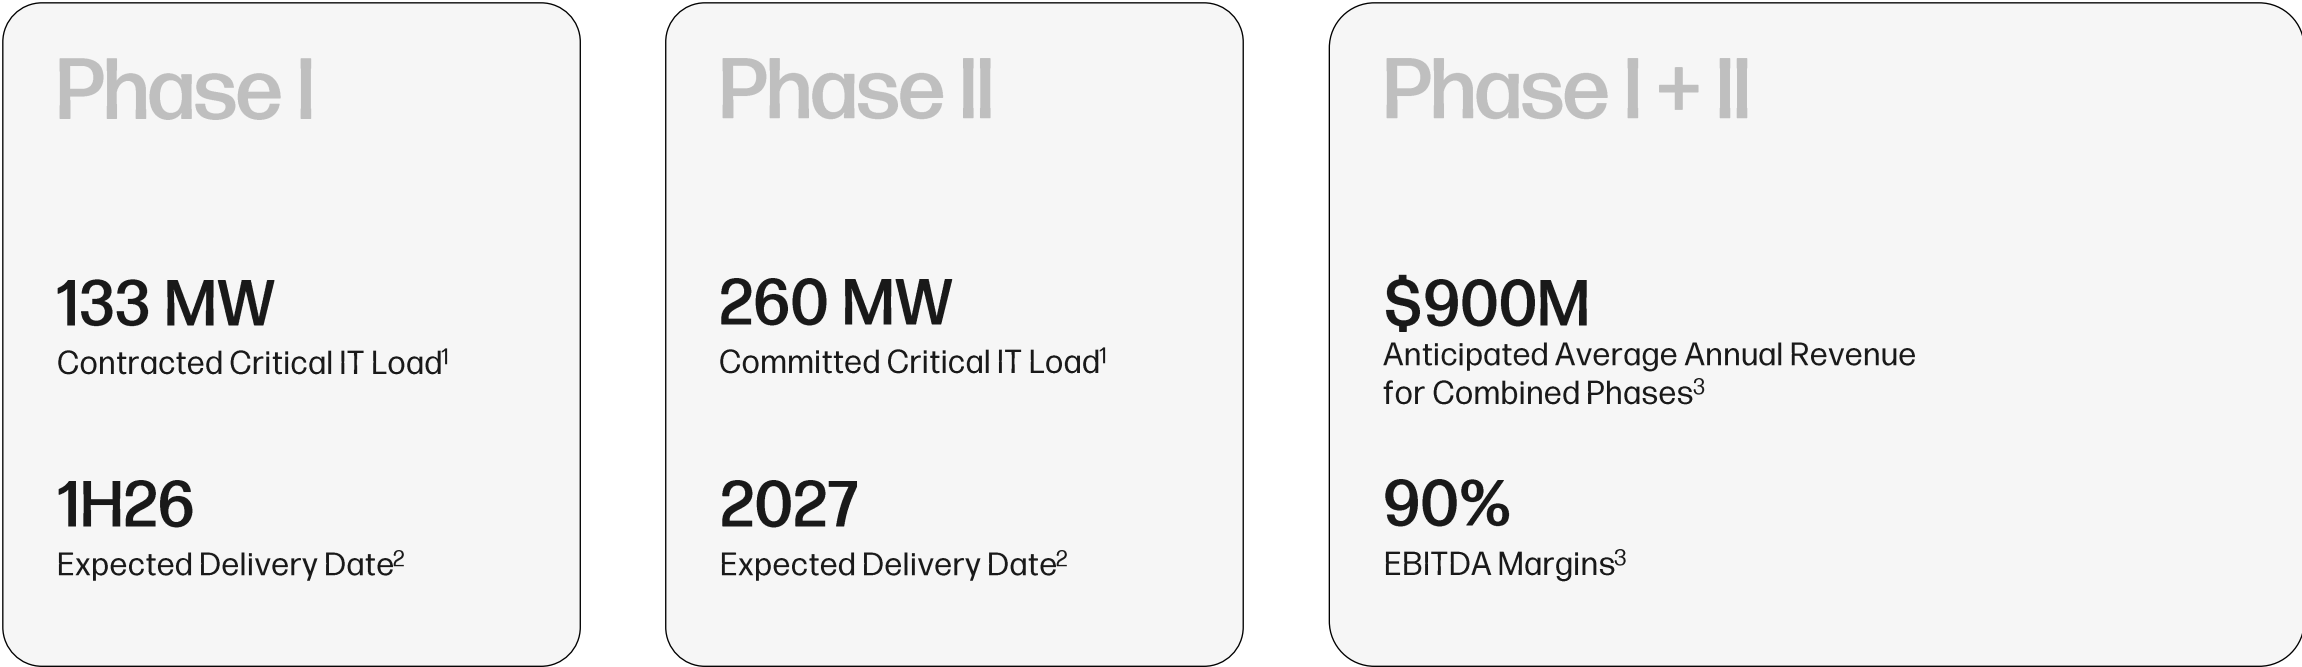 Phase I
133 MW
Contracted Critical IT Load¹
1H26
Expected Delivery Date²
Phase II
260 MW
Committed Critical IT Load¹
2027
Expected Delivery Date²
Phase I + II
$900M
Anticipated Average Annual Revenue
for Combined Phases³
90%
EBITDA Margins³